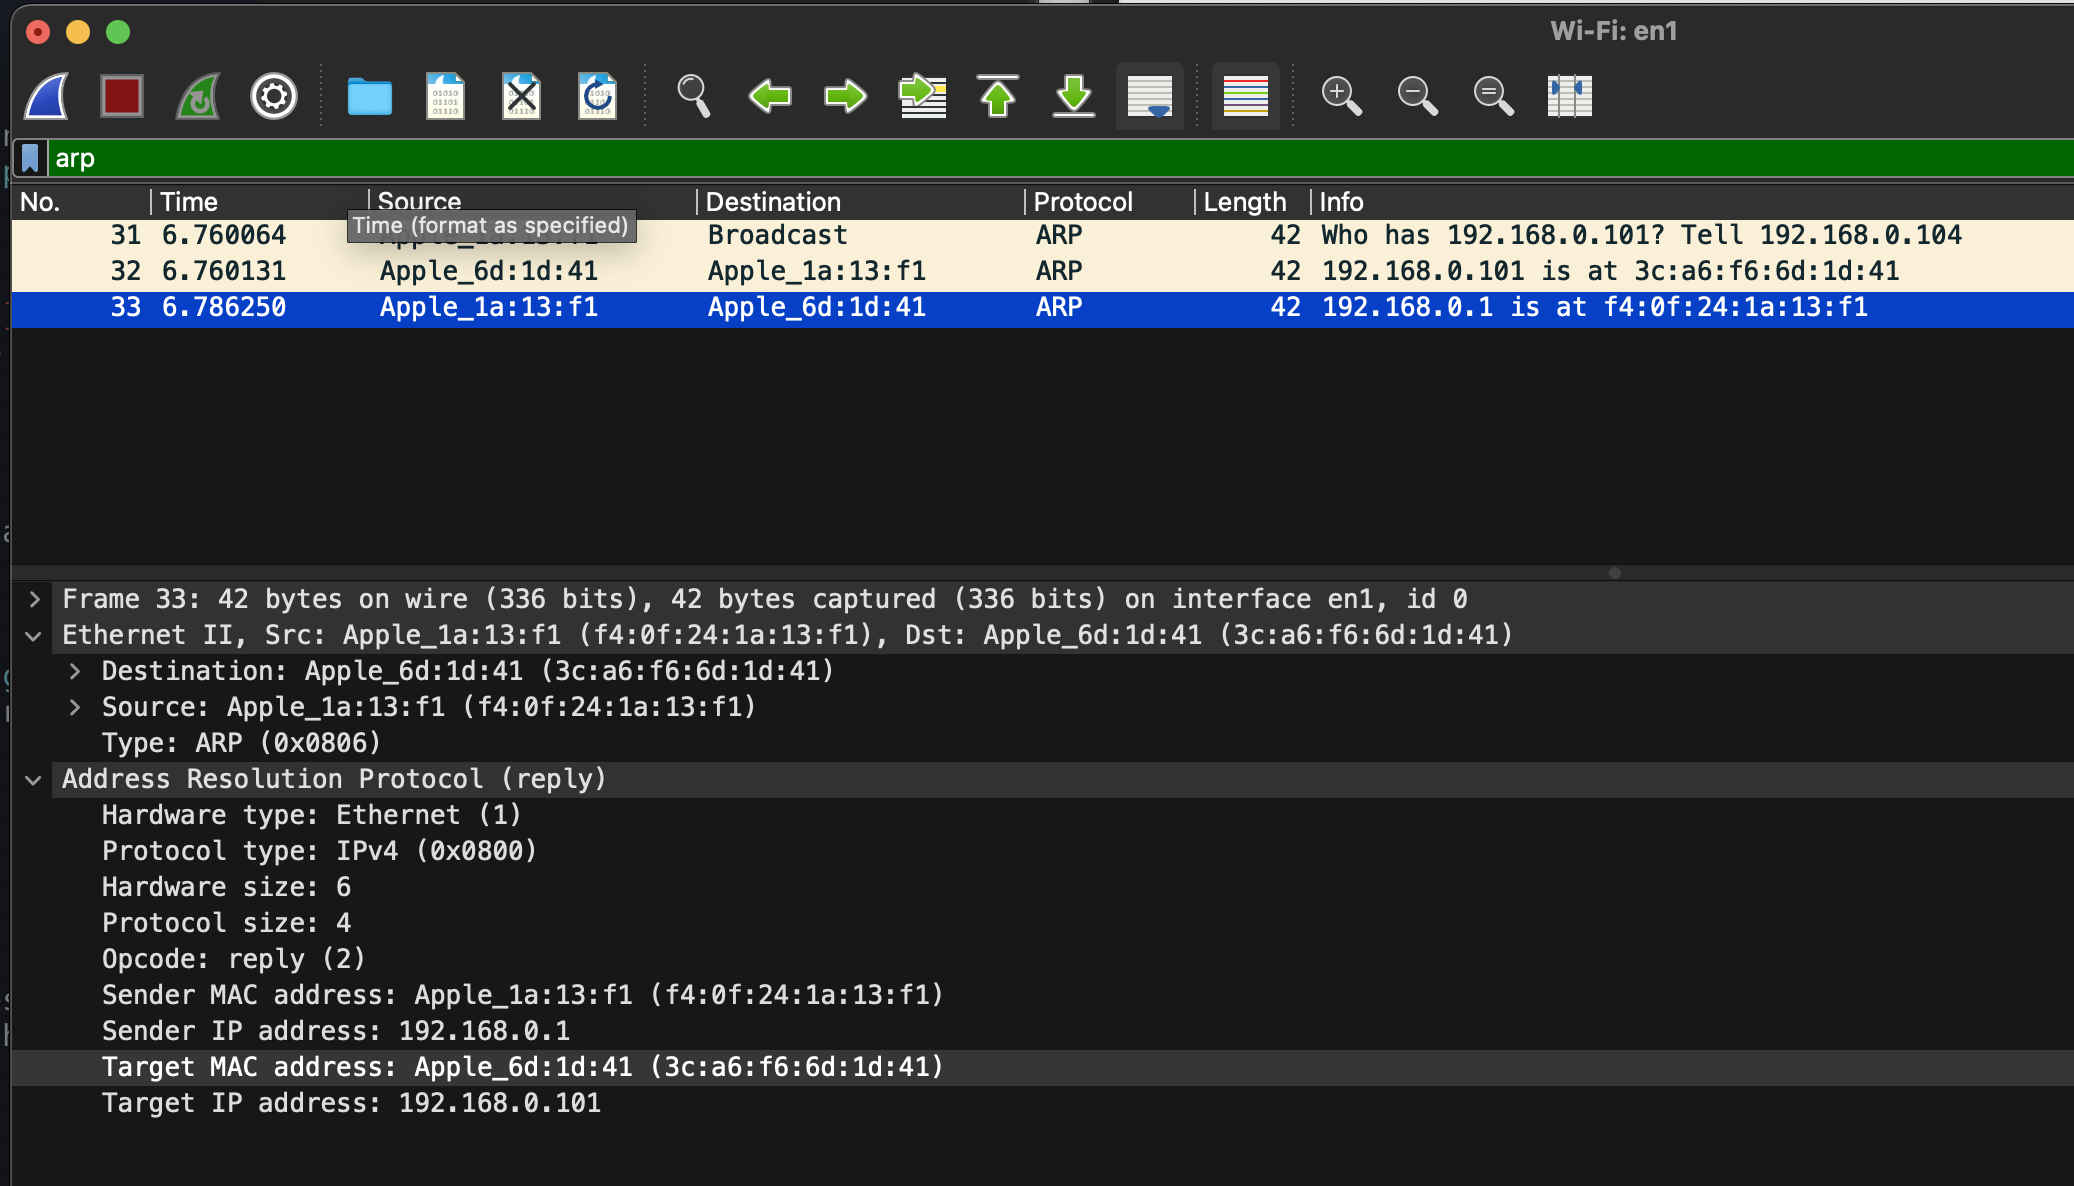 Wi-Fi: en1
arp
No. Time Source Destination Protocol Length Info
Time (format as specified)
31 6.760064 Broadcast ARP 42 Who has 192.168.0.101? Tell 192.168.0.104
32 6.760131 Apple_6d:1d:41 Apple_1a:13:f1 ARP 42 192.168.0.101 is at 3c:a6:f6:6d:1d:41
33 6.786250 Apple_1a:13:f1 Apple_6d:1d:41 ARP 42 192.168.0.1 is at f4:0f:24:1a:13:f1
Frame 33: 42 bytes on wire (336 bits), 42 bytes captured (336 bits) on interface en1, id 0
Ethernet II, Src: Apple_1a:13:f1 (f4:0f:24:1a:13:f1), Dst: Apple_6d:1d:41 (3c:a6:f6:6d:1d:41)
Destination: Apple_6d:1d:41 (3c:a6:f6:6d:1d:41)
Source: Apple_1a:13:f1 (f4:0f:24:1a:13:f1)
Type: ARP (0x0806)
Address Resolution Protocol (reply)
Hardware type: Ethernet (1)
Protocol type: IPv4 (0x0800)
Hardware size: 6
Protocol size: 4
Opcode: reply (2)
Sender MAC address: Apple_1a:13:f1 (f4:0f:24:1a:13:f1)
Sender IP address: 192.168.0.1
Target MAC address: Apple_6d:1d:41 (3c:a6:f6:6d:1d:41)
Target IP address: 192.168.0.101